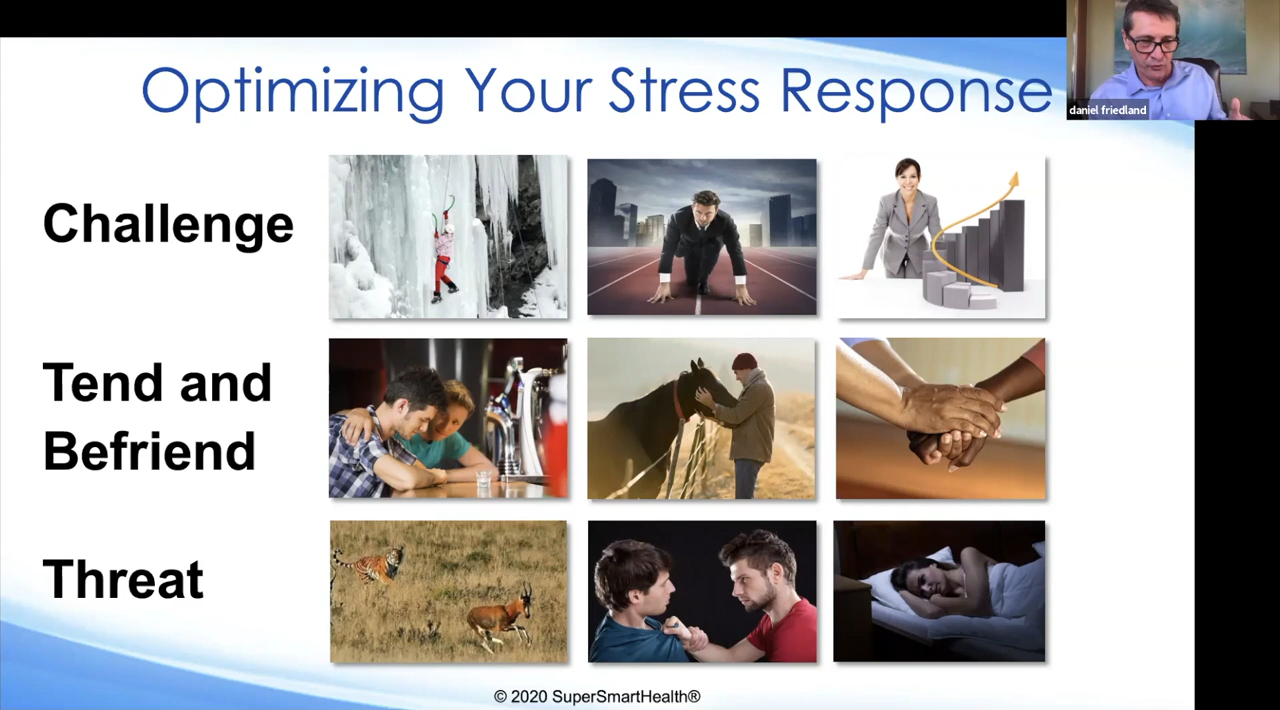 Optimizing Your Stress Response
daniel friedland
Challenge
Tend and
Befriend
Threat
© 2020 SuperSmartHealth®